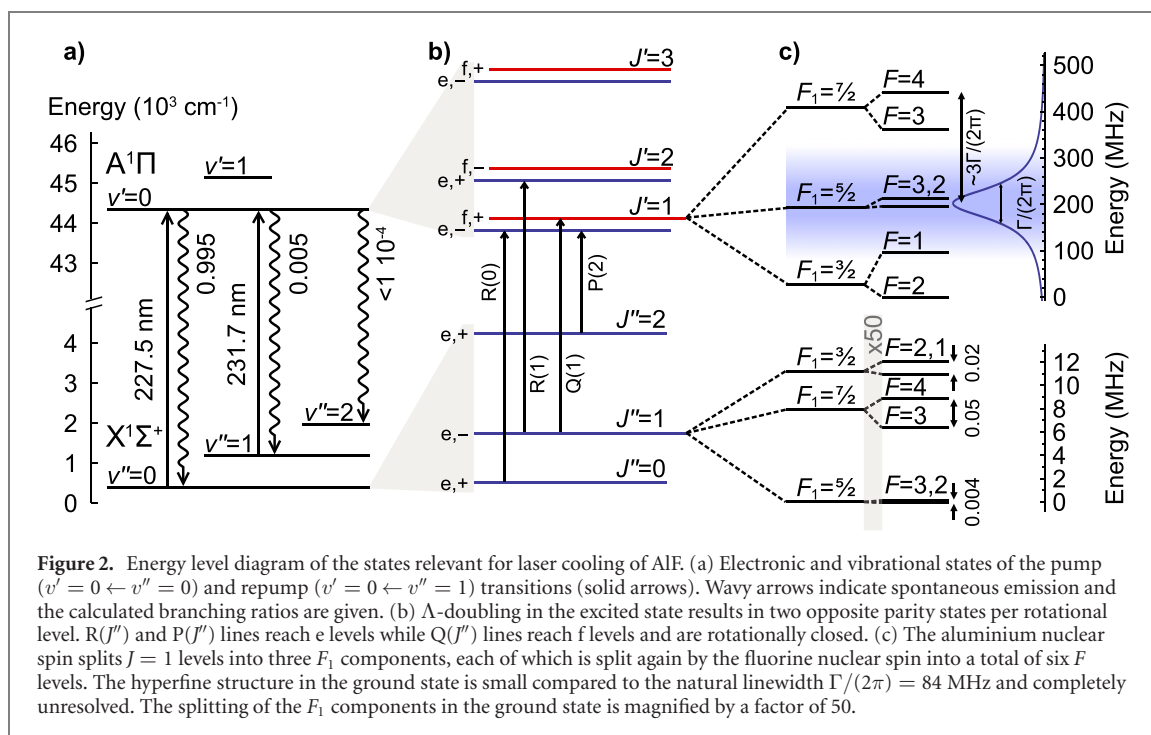 a)
Energy (10³ cm⁻¹)
46
45
44
43
4
3
2
1
0
A¹Π
v′=1
v′=0
227.5 nm
0.995
231.7 nm
0.005
<1 10⁻⁴
v″=2
X¹Σ⁺
v″=1
v″=0
b)
f,+
e,−
J′=3
f,-
e,+
J′=2
f,+
e,−
J′=1
R(0)
P(2)
e,+
J″=2
R(1)
Q(1)
e,-
J″=1
e,+
J″=0
c)
F₁=⁷⁄₂
F=4
F=3
F₁=⁵⁄₂
F=3,2
F₁=³⁄₂
F=1
F=2
~3Γ/(2π)
Γ/(2π)
500
400
300
200
100
0
Energy (MHz)
x50
F₁=³⁄₂
F=2,1
0.02
F₁=⁷⁄₂
F=4
F=3
0.05
F₁=⁵⁄₂
F=3,2
0.004
12
10
8
6
4
2
0
Energy (MHz)
Figure 2. Energy level diagram of the states relevant for laser cooling of AlF. (a) Electronic and vibrational states of the pump
(v′ = 0 ← v″ = 0) and repump (v′ = 0 ← v″ = 1) transitions (solid arrows). Wavy arrows indicate spontaneous emission and
the calculated branching ratios are given. (b) Λ-doubling in the excited state results in two opposite parity states per rotational
level. R(J″) and P(J″) lines reach e levels while Q(J″) lines reach f levels and are rotationally closed. (c) The aluminium nuclear
spin splits J = 1 levels into three F₁ components, each of which is split again by the fluorine nuclear spin into a total of six F
levels. The hyperfine structure in the ground state is small compared to the natural linewidth Γ/(2π) = 84 MHz and completely
unresolved. The splitting of the F₁ components in the ground state is magnified by a factor of 50.